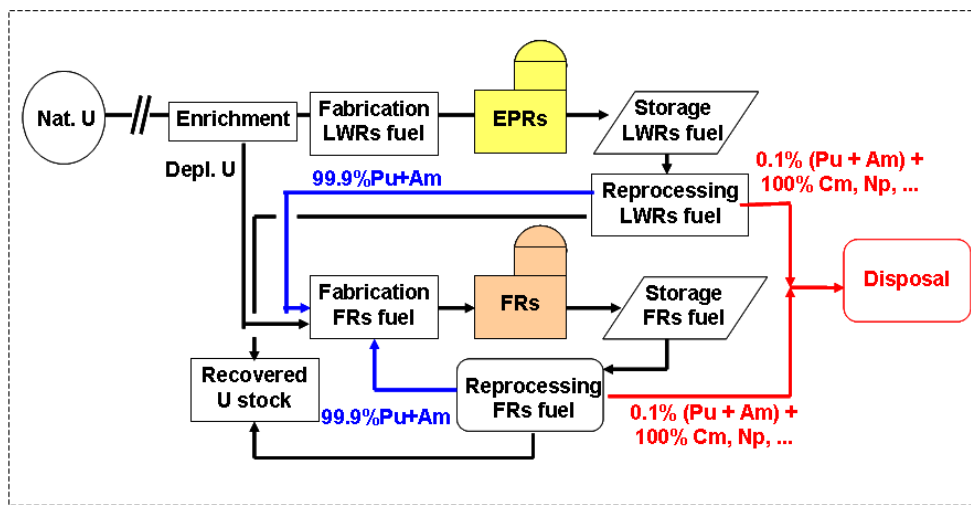 Nat. U
Enrichment
Fabrication
LWRs fuel
EPRs
Storage
LWRs fuel
Depl. U
99.9%Pu+Am
Reprocessing
LWRs fuel
0.1% (Pu + Am) +
100% Cm, Np, ...
Fabrication
FRs fuel
FRs
Storage
FRs fuel
Disposal
Recovered
U stock
99.9%Pu+Am
Reprocessing
FRs fuel
0.1% (Pu + Am) +
100% Cm, Np, ...